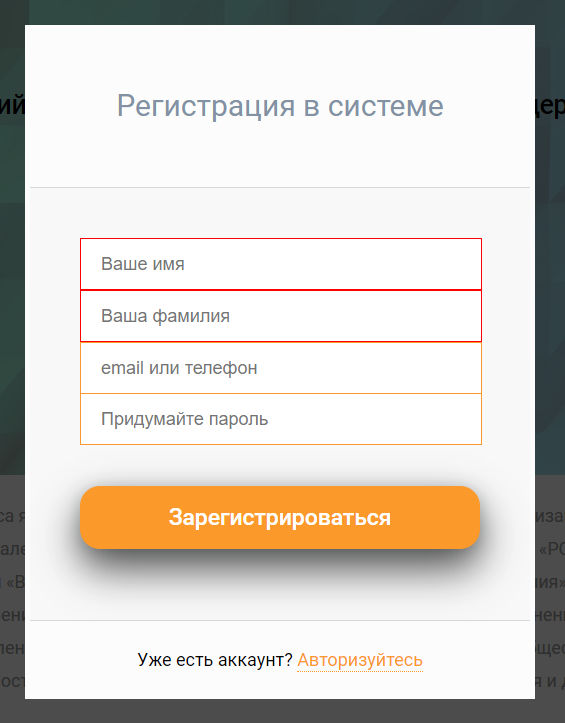 Регистрация в системе
Ваше имя
Ваша фамилия
email или телефон
Придумайте пароль
Зарегистрироваться
Уже есть аккаунт? Авторизуйтесь